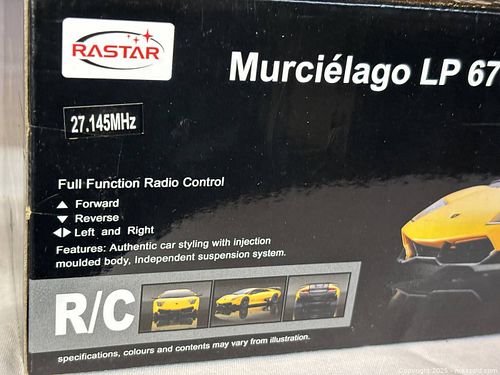 RASTAR
Murciélago LP 67
27.145MHz
Full Function Radio Control
▲ Forward
▼ Reverse
◀▶ Left and Right
Features: Authentic car styling with injection
moulded body, Independent suspension system.
R/C
specifications, colours and contents may vary from illustration.